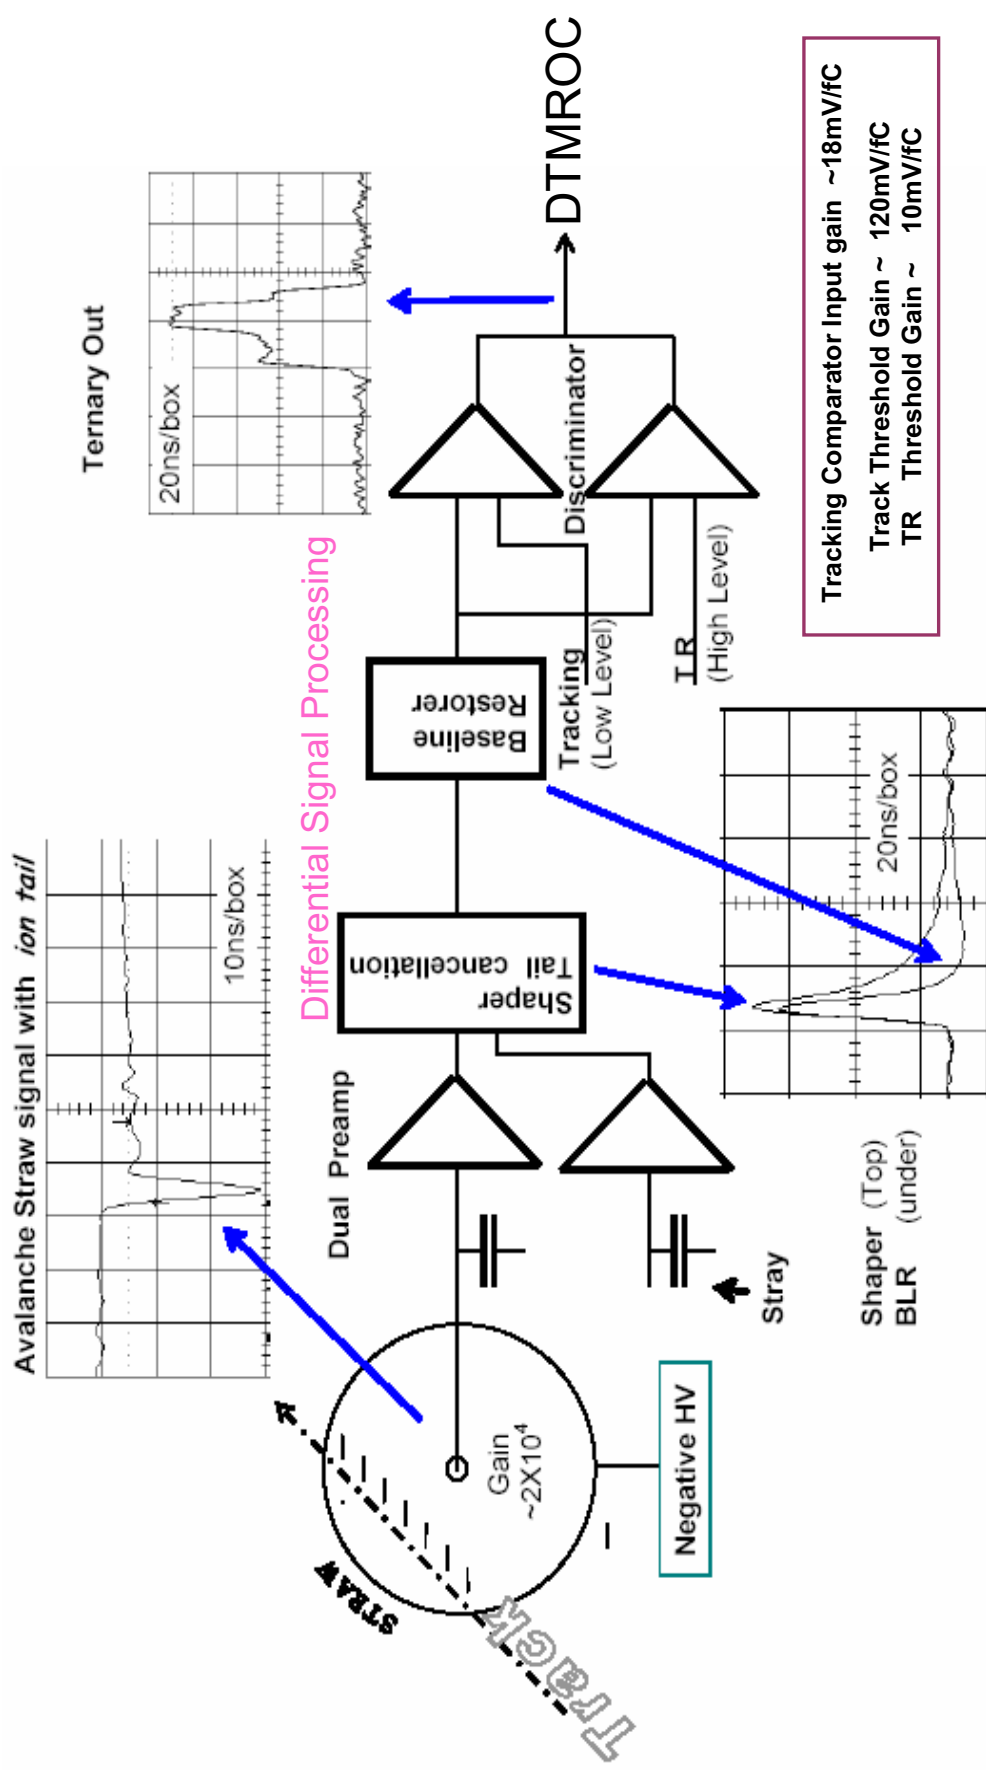 Avalanche Straw signal with ion tail
10ns/box
Ternary Out
20ns/box
Differential Signal Processing
STRAW
Track
Gain
~2X10⁴
Negative HV
Dual Preamp
Stray
Shaper
Tail cancellation
Baseline
Restorer
Tracking
(Low Level)
TR
(High Level)
Discriminator
DTMROC
Shaper (Top)
BLR (under)
20ns/box
Tracking Comparator Input gain ~18mV/fC
Track Threshold Gain ~ 120mV/fC
TR Threshold Gain ~ 10mV/fC